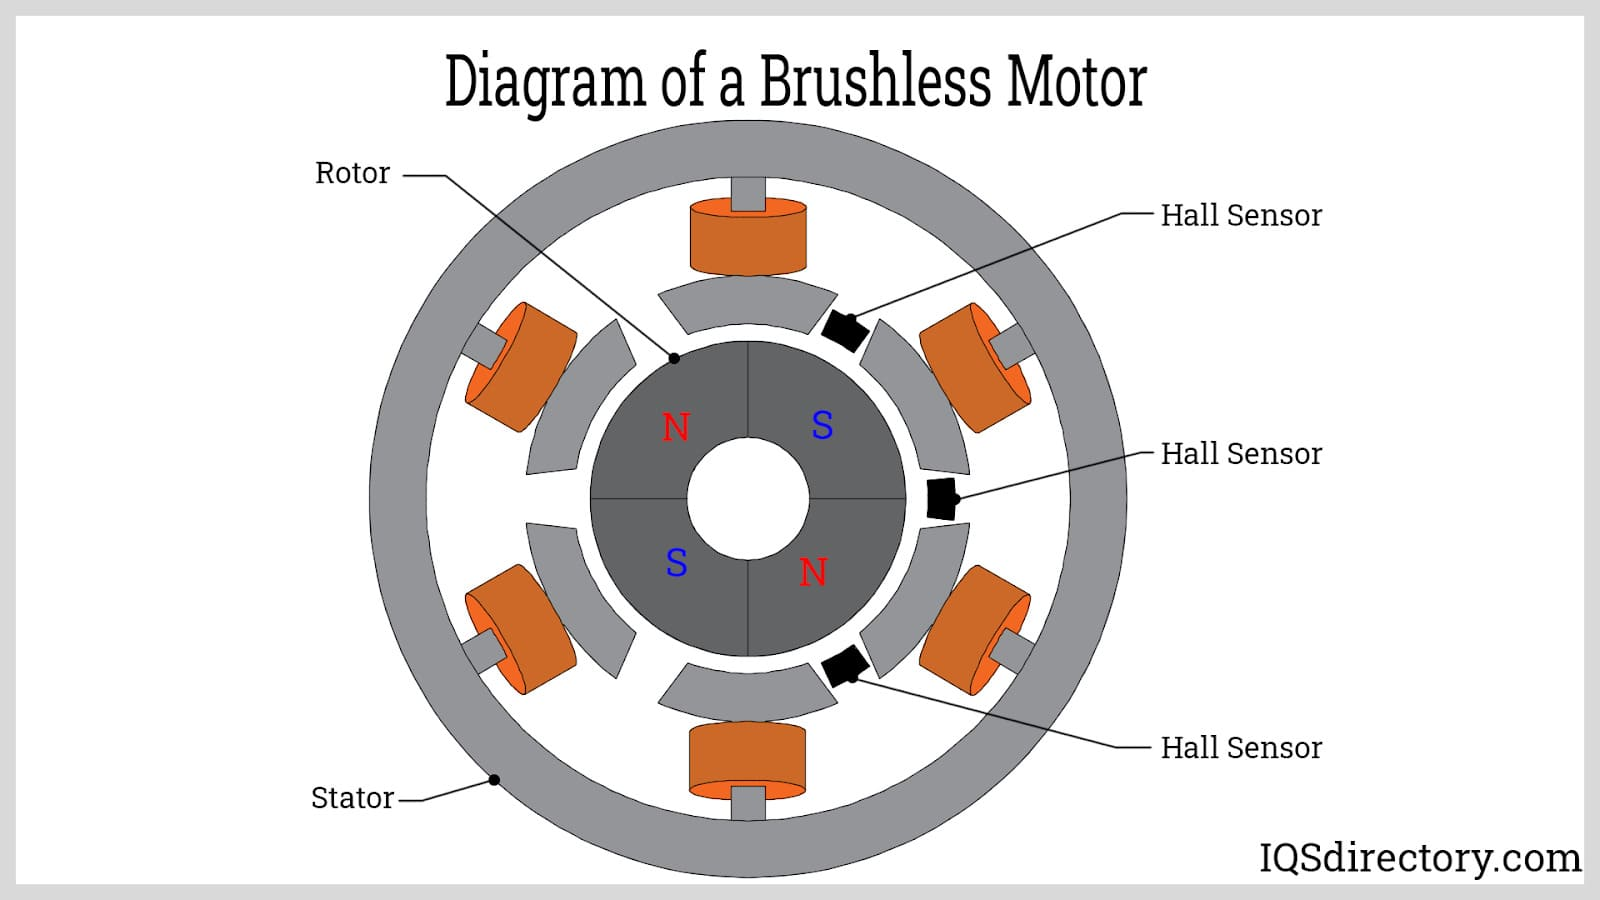 Diagram of a Brushless Motor
Rotor
Hall Sensor
N
S
Hall Sensor
S
N
Hall Sensor
Stator
IQSdirectory.com